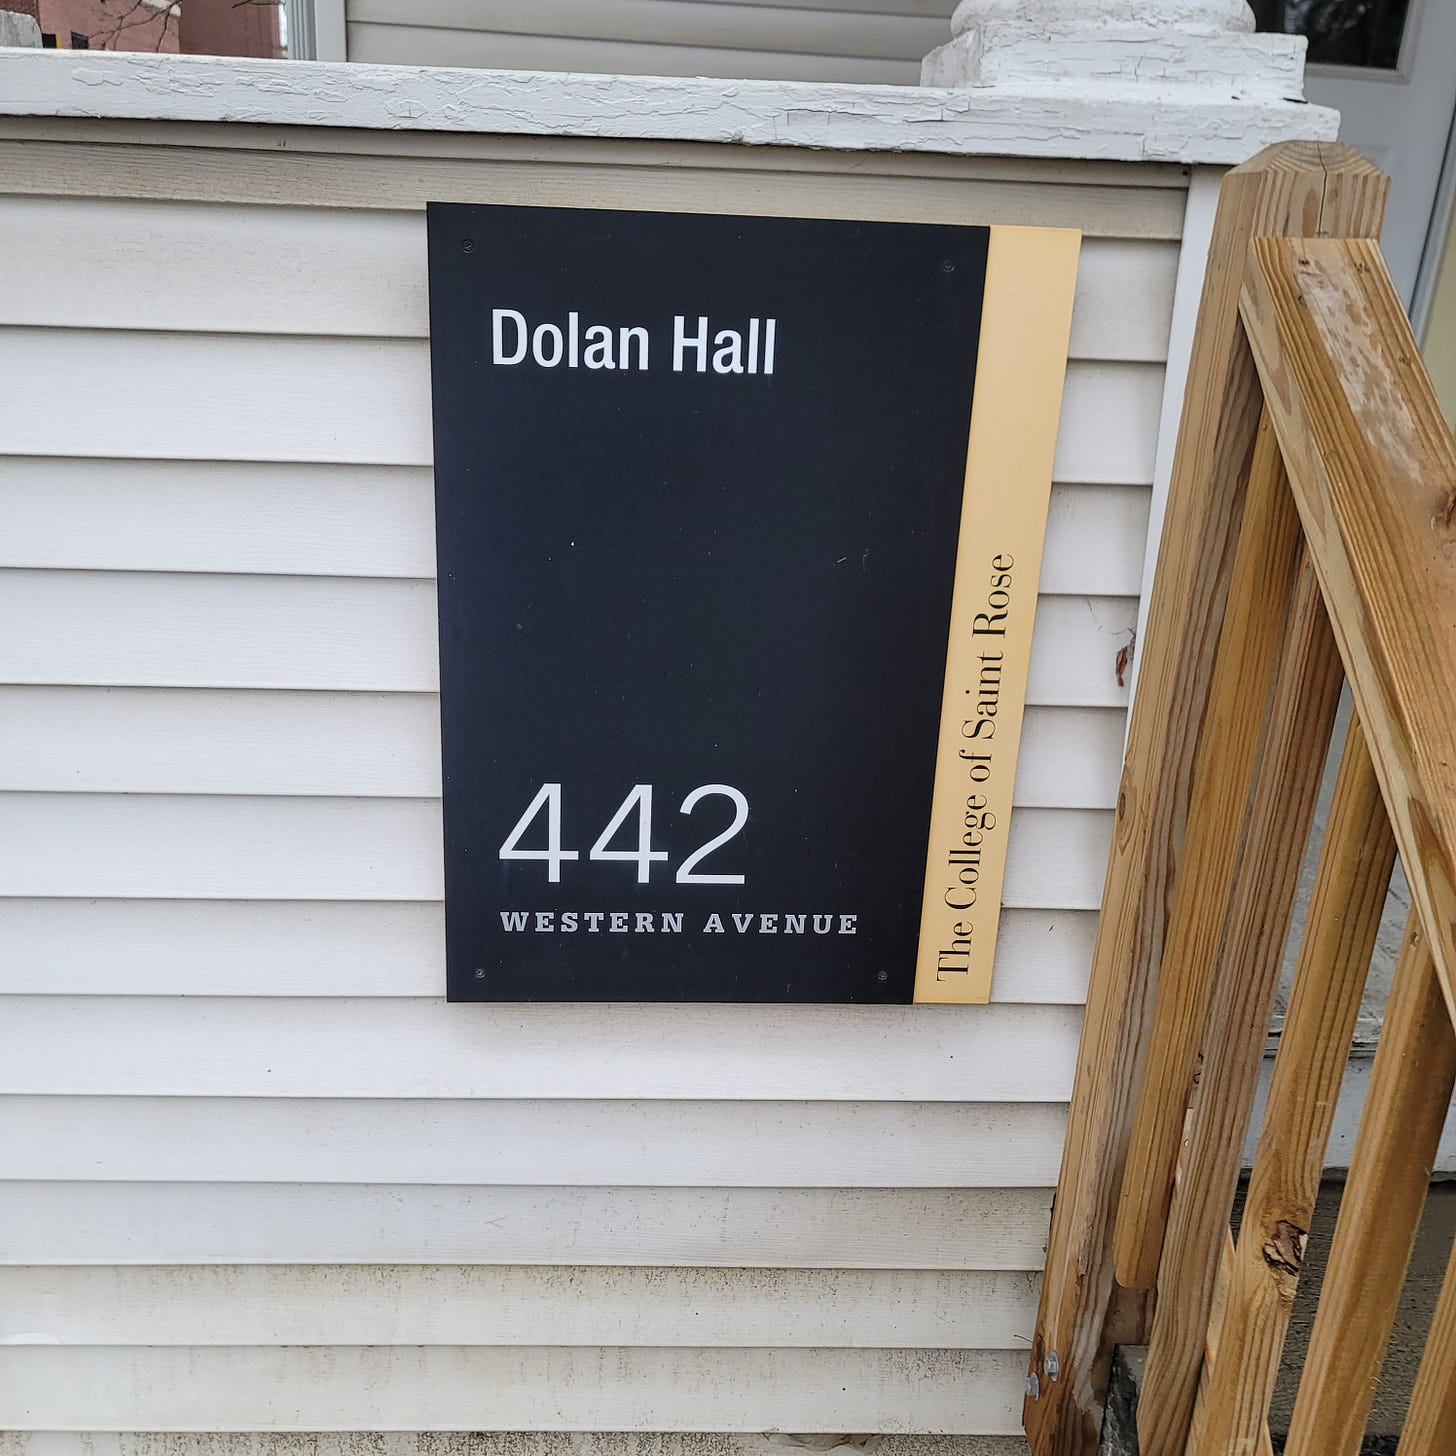 Dolan Hall
442
WESTERN AVENUE
The College of Saint Rose